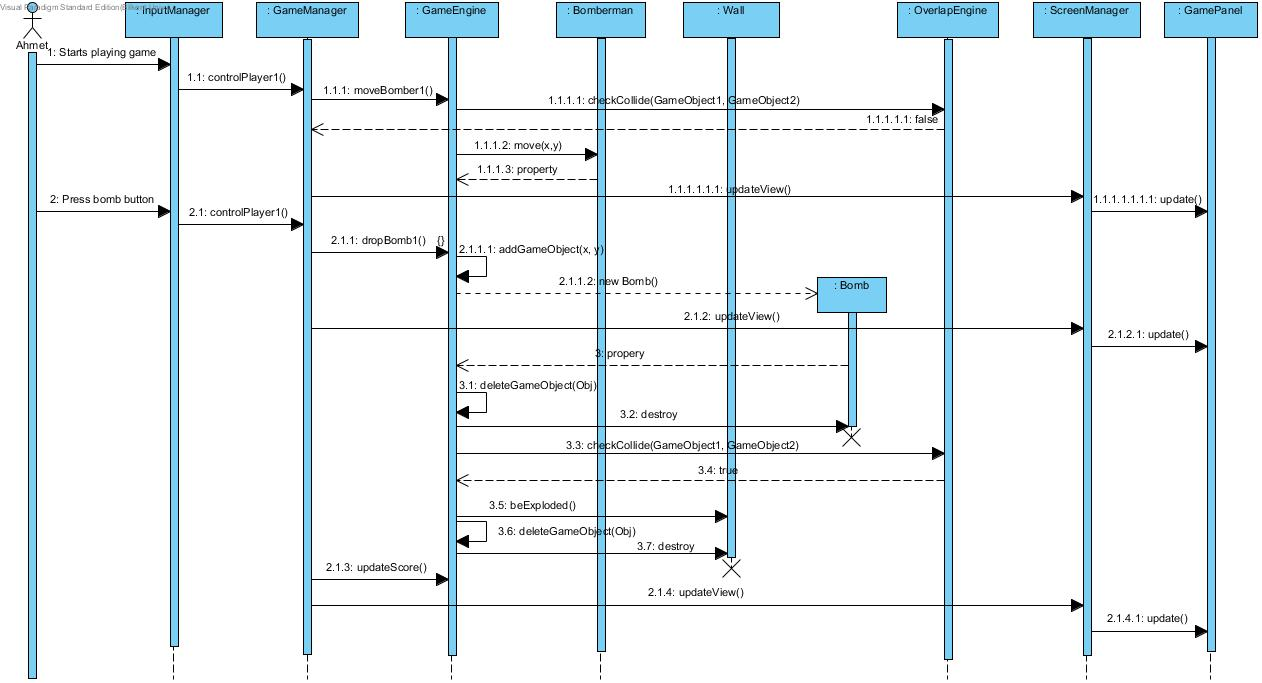 Visual Paradigm Standard Edition
: InputManager
: GameManager
: GameEngine
: Bomberman
: Wall
: OverlapEngine
: ScreenManager
: GamePanel
Ahmet
1: Starts playing game
1.1: controlPlayer1()
1.1.1: moveBomber1()
1.1.1.1: checkCollide(GameObject1, GameObject2)
1.1.1.1.1: false
1.1.1.2: move(x,y)
1.1.1.3: property
1.1.1.1.1.1: updateView()
1.1.1.1.1.1.1: update()
2: Press bomb button
2.1: controlPlayer1()
2.1.1: dropBomb1() {}
2.1.1.1: addGameObject(x, y)
2.1.1.2: new Bomb()
: Bomb
2.1.2: updateView()
2.1.2.1: update()
3: propery
3.1: deleteGameObject(Obj)
3.2: destroy
3.3: checkCollide(GameObject1, GameObject2)
3.4: true
3.5: beExploded()
3.6: deleteGameObject(Obj)
3.7: destroy
2.1.3: updateScore()
2.1.4: updateView()
2.1.4.1: update()